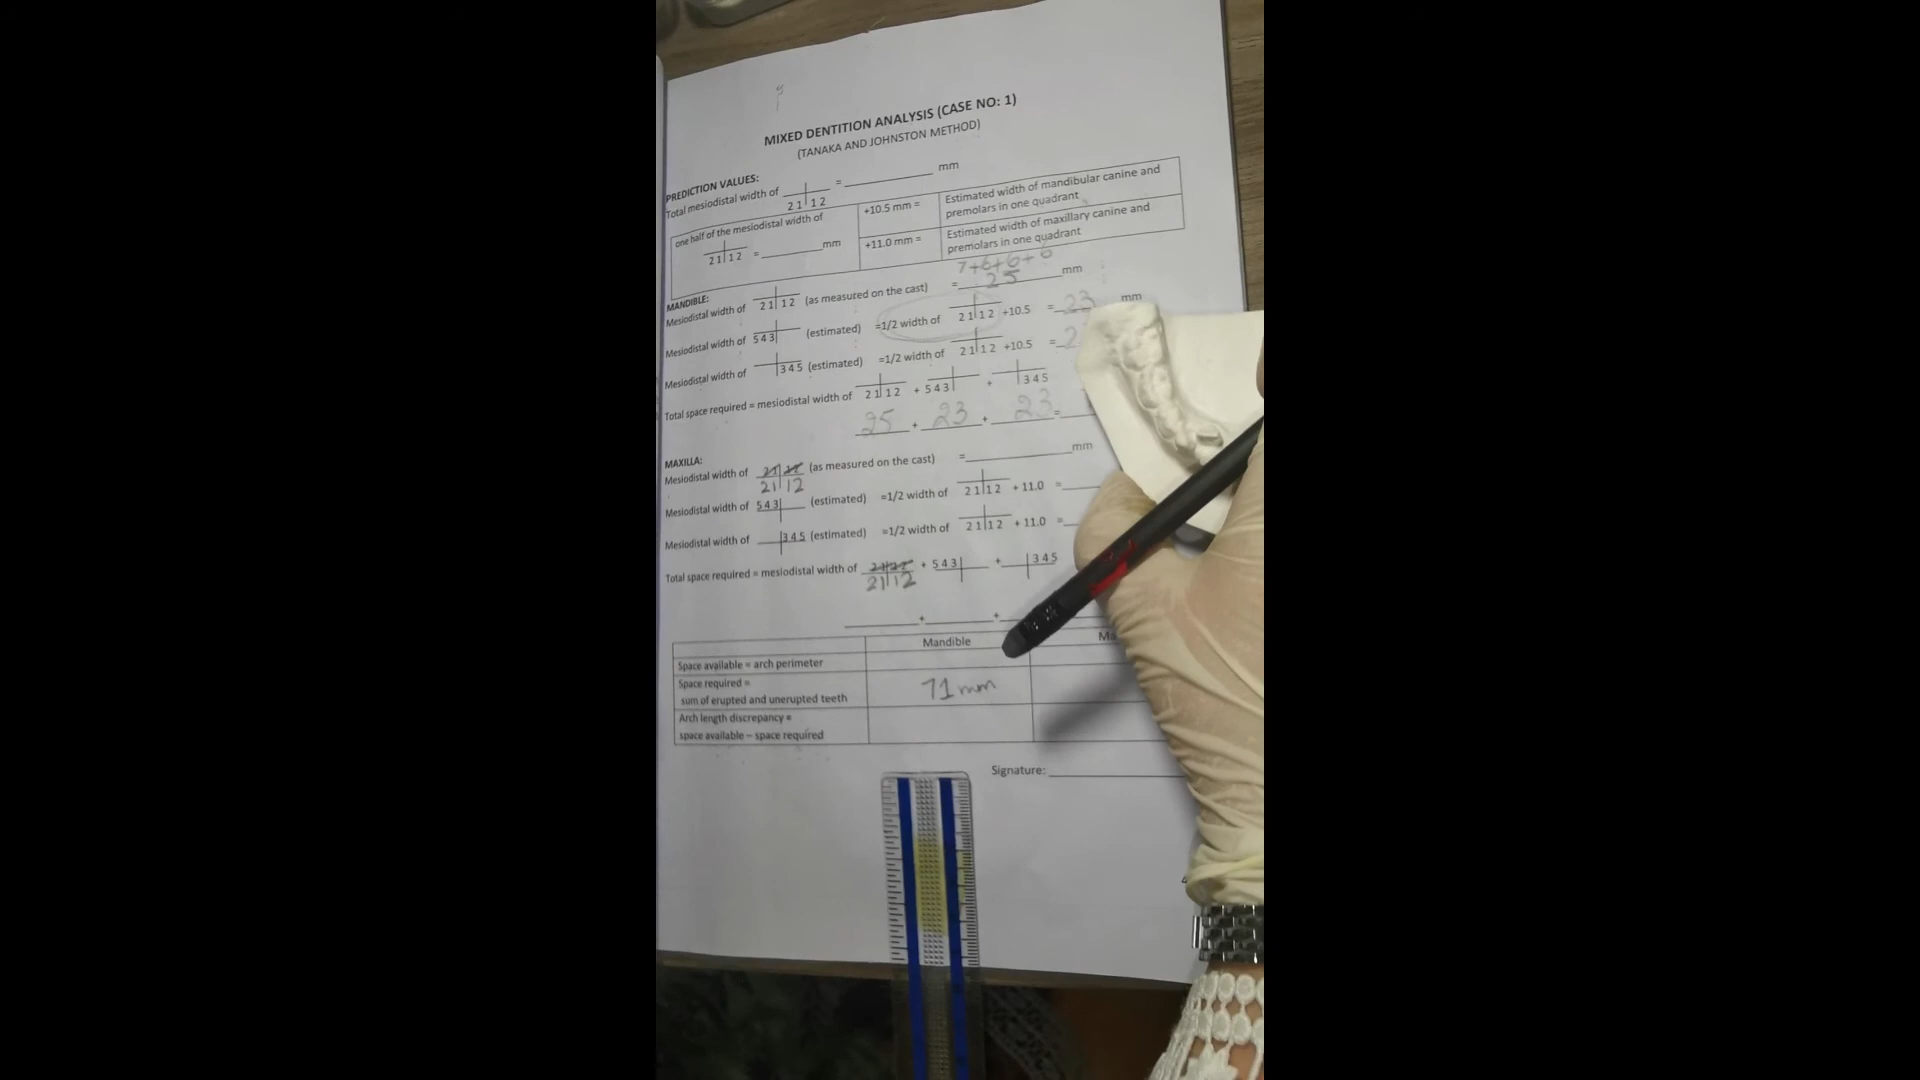 MIXED DENTITION ANALYSIS (CASE NO: 1)
(TANAKA AND JOHNSTON METHOD)
PREDICTION VALUES:
Total mesiodistal width of 21|12 = ________ mm
one half of the mesiodistal width of
21|12 = ________ mm
+10.5 mm =
Estimated width of mandibular canine and
premolars in one quadrant
+11.0 mm =
Estimated width of maxillary canine and
premolars in one quadrant
7+6+6+6
MANDIBLE:
Mesiodistal width of 21|12 (as measured on the cast) = 25 mm
Mesiodistal width of 543| (estimated) =1/2 width of 21|12 +10.5 = 23 mm
Mesiodistal width of |345 (estimated) =1/2 width of 21|12 +10.5 =
Total space required = mesiodistal width of 21|12 + 543| + |345
25 + 23 + 23 =
MAXILLA:
Mesiodistal width of 21|12 (as measured on the cast) = ________ mm
Mesiodistal width of 543| (estimated) =1/2 width of 21|12 + 11.0 =
Mesiodistal width of |345 (estimated) =1/2 width of 21|12 + 11.0 =
Total space required = mesiodistal width of 21|12 + 543| + |345
+ +
Mandible
Space available = arch perimeter
Space required =
sum of erupted and unerupted teeth
71 mm
Arch length discrepancy =
space available – space required
Signature: